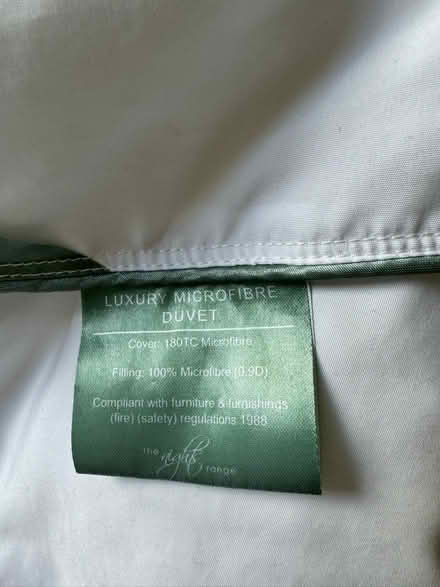 LUXURY MICROFIBRE
DUVET
Cover: 180TC Microfibre
Filling: 100% Microfibre (0.9D)
Compliant with furniture & furnishings
(fire) (safety) regulations 1988
the nights range